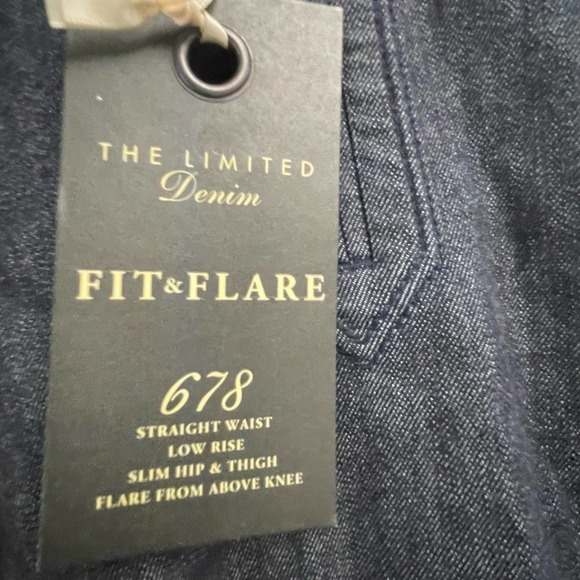 THE LIMITED
Denim
FIT&FLARE
678
STRAIGHT WAIST
LOW RISE
SLIM HIP & THIGH
FLARE FROM ABOVE KNEE